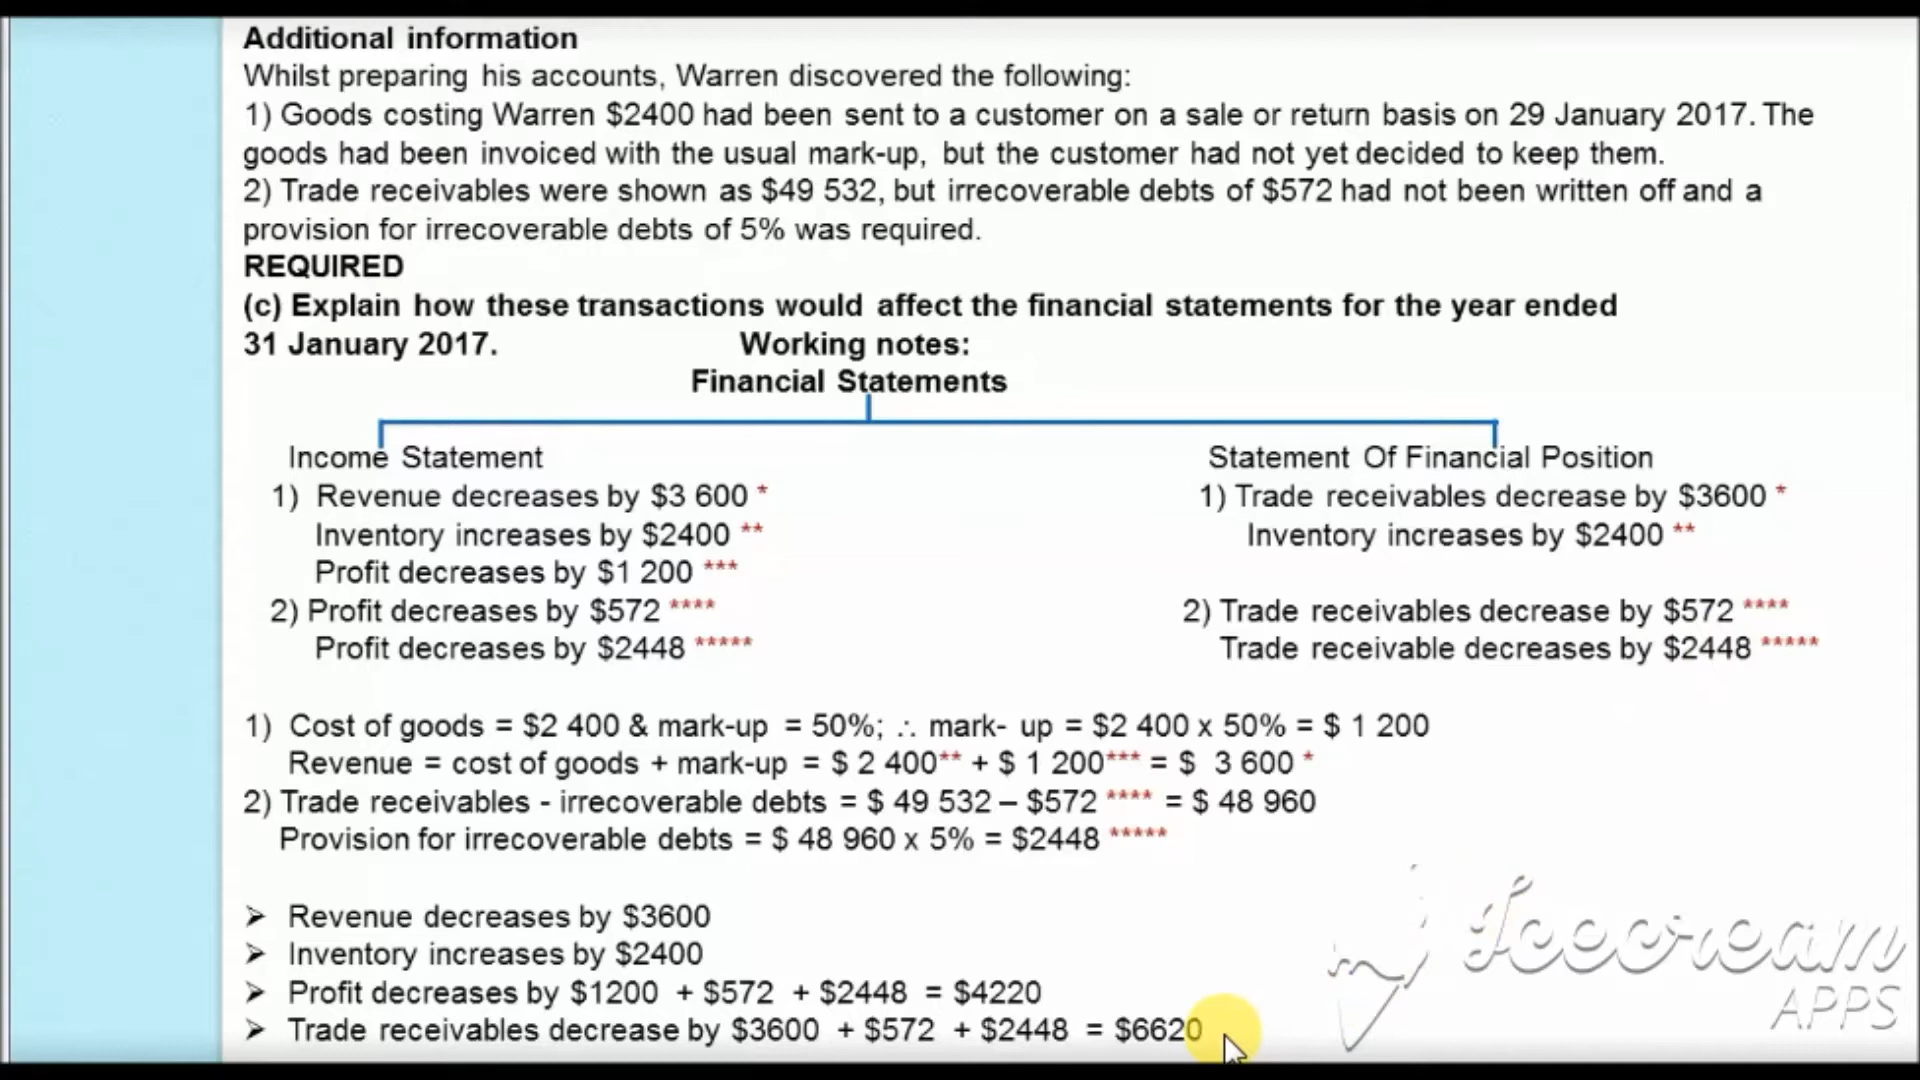 Additional information
Whilst preparing his accounts, Warren discovered the following:
1) Goods costing Warren $2400 had been sent to a customer on a sale or return basis on 29 January 2017. The
goods had been invoiced with the usual mark-up, but the customer had not yet decided to keep them.
2) Trade receivables were shown as $49 532, but irrecoverable debts of $572 had not been written off and a
provision for irrecoverable debts of 5% was required.
REQUIRED
(c) Explain how these transactions would affect the financial statements for the year ended
31 January 2017. Working notes:
Financial Statements
Income Statement Statement Of Financial Position
1) Revenue decreases by $3 600 * 1) Trade receivables decrease by $3600 *
Inventory increases by $2400 ** Inventory increases by $2400 **
Profit decreases by $1 200 ***
2) Profit decreases by $572 **** 2) Trade receivables decrease by $572 ****
Profit decreases by $2448 ***** Trade receivable decreases by $2448 *****
1) Cost of goods = $2 400 & mark-up = 50%; ∴ mark- up = $2 400 x 50% = $ 1 200
Revenue = cost of goods + mark-up = $ 2 400** + $ 1 200*** = $ 3 600 *
2) Trade receivables - irrecoverable debts = $ 49 532 – $572 **** = $ 48 960
Provision for irrecoverable debts = $ 48 960 x 5% = $2448 *****
➢ Revenue decreases by $3600
➢ Inventory increases by $2400
➢ Profit decreases by $1200 + $572 + $2448 = $4220
➢ Trade receivables decrease by $3600 + $572 + $2448 = $6620
Icecream
APPS